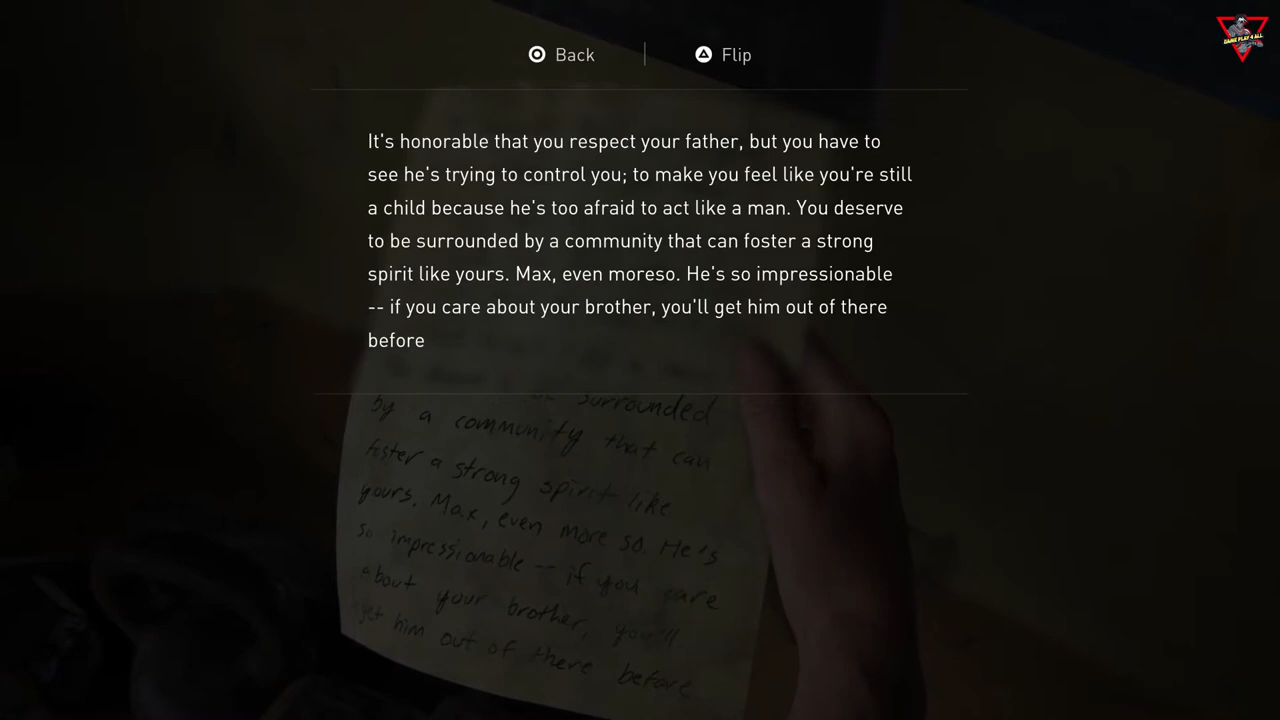 Back
Flip
GAME PLAY 4 ALL
It's honorable that you respect your father, but you have to
see he's trying to control you; to make you feel like you're still
a child because he's too afraid to act like a man. You deserve
to be surrounded by a community that can foster a strong
spirit like yours. Max, even moreso. He's so impressionable
-- if you care about your brother, you'll get him out of there
before
surrounded
by a community that can
foster a strong spirit like
yours. Max, even more so. He's
so impressionable -- if you care
about your brother, you'll
get him out of there before